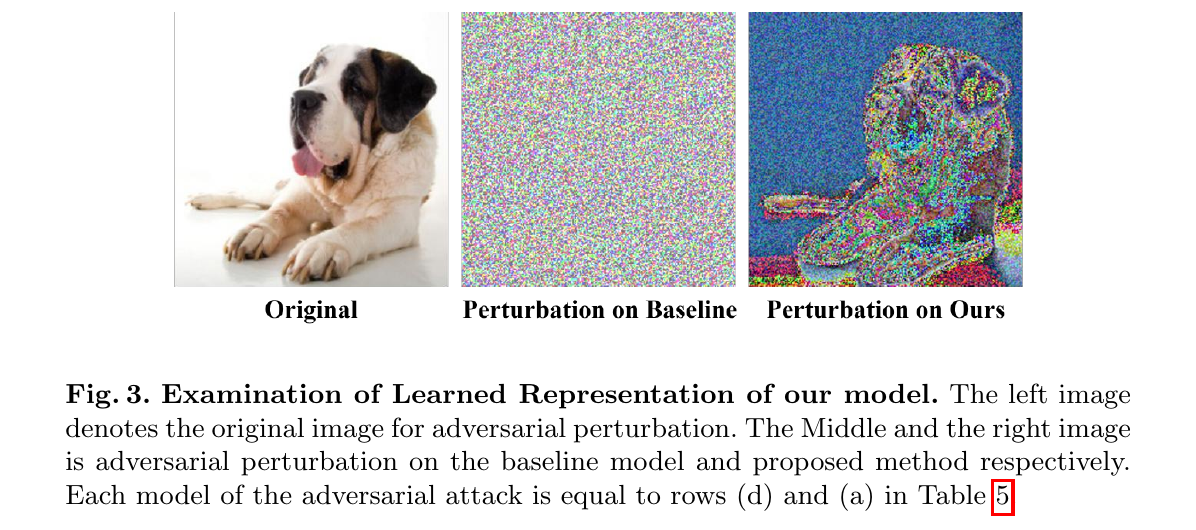 Original
Perturbation on Baseline
Perturbation on Ours
Fig. 3. Examination of Learned Representation of our model. The left image
denotes the original image for adversarial perturbation. The Middle and the right image
is adversarial perturbation on the baseline model and proposed method respectively.
Each model of the adversarial attack is equal to rows (d) and (a) in Table 5